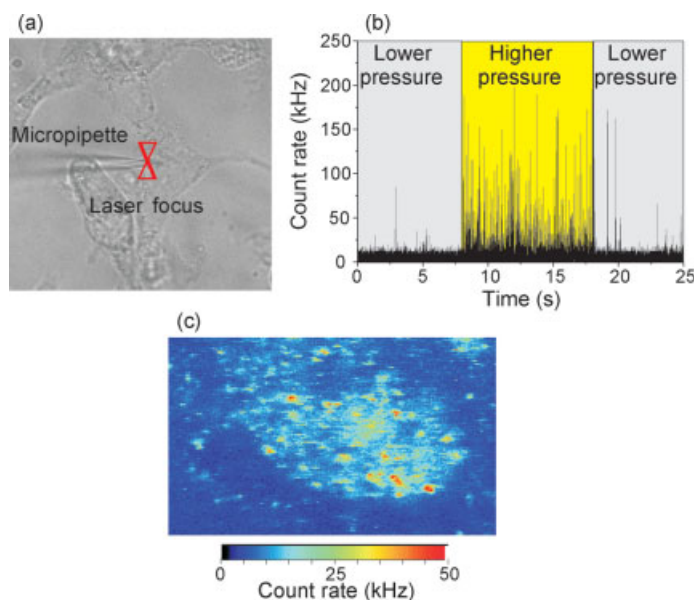 (a)
Micropipette
Laser focus
(b)
250
200
150
100
50
0
Count rate (kHz)
Lower pressure
Higher pressure
Lower pressure
0 5 10 15 20 25
Time (s)
(c)
0 25 50
Count rate (kHz)